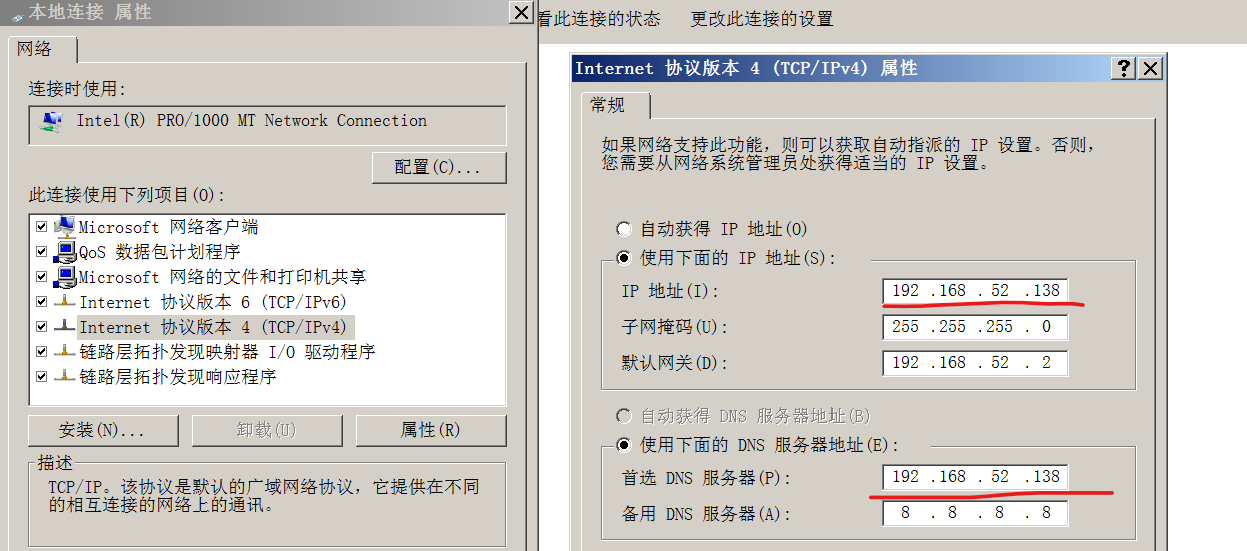 本地连接 属性
看此连接的状态 更改此连接的设置
网络
连接时使用:
Intel(R) PRO/1000 MT Network Connection
配置(C)...
此连接使用下列项目(O):
Microsoft 网络客户端
QoS 数据包计划程序
Microsoft 网络的文件和打印机共享
Internet 协议版本 6 (TCP/IPv6)
Internet 协议版本 4 (TCP/IPv4)
链路层拓扑发现映射器 I/O 驱动程序
链路层拓扑发现响应程序
安装(N)... 卸载(U) 属性(R)
描述
TCP/IP。该协议是默认的广域网络协议，它提供在不同
的相互连接的网络上的通讯。
Internet 协议版本 4 (TCP/IPv4) 属性
常规
如果网络支持此功能，则可以获取自动指派的 IP 设置。否则，
您需要从网络系统管理员处获得适当的 IP 设置。
自动获得 IP 地址(O)
使用下面的 IP 地址(S):
IP 地址(I): 192 .168 . 52 .138
子网掩码(U): 255 .255 .255 . 0
默认网关(D): 192 .168 . 52 . 2
自动获得 DNS 服务器地址(B)
使用下面的 DNS 服务器地址(E):
首选 DNS 服务器(P): 192 .168 . 52 .138
备用 DNS 服务器(A): 8 . 8 . 8 . 8